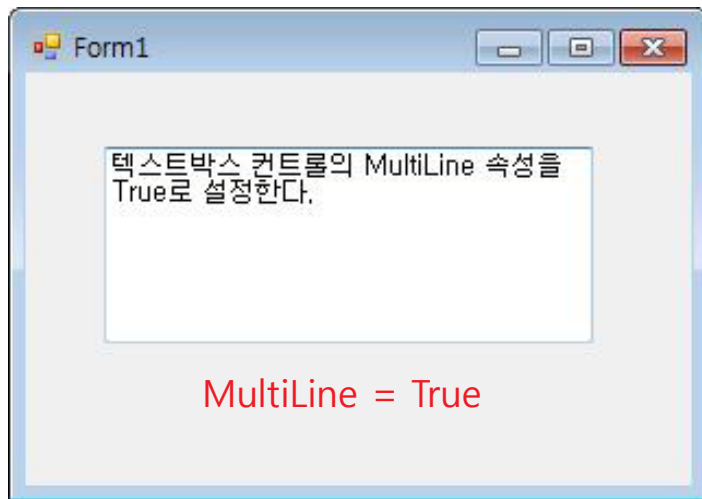 Form1
텍스트박스 컨트롤의 MultiLine 속성을
True로 설정한다.
MultiLine = True